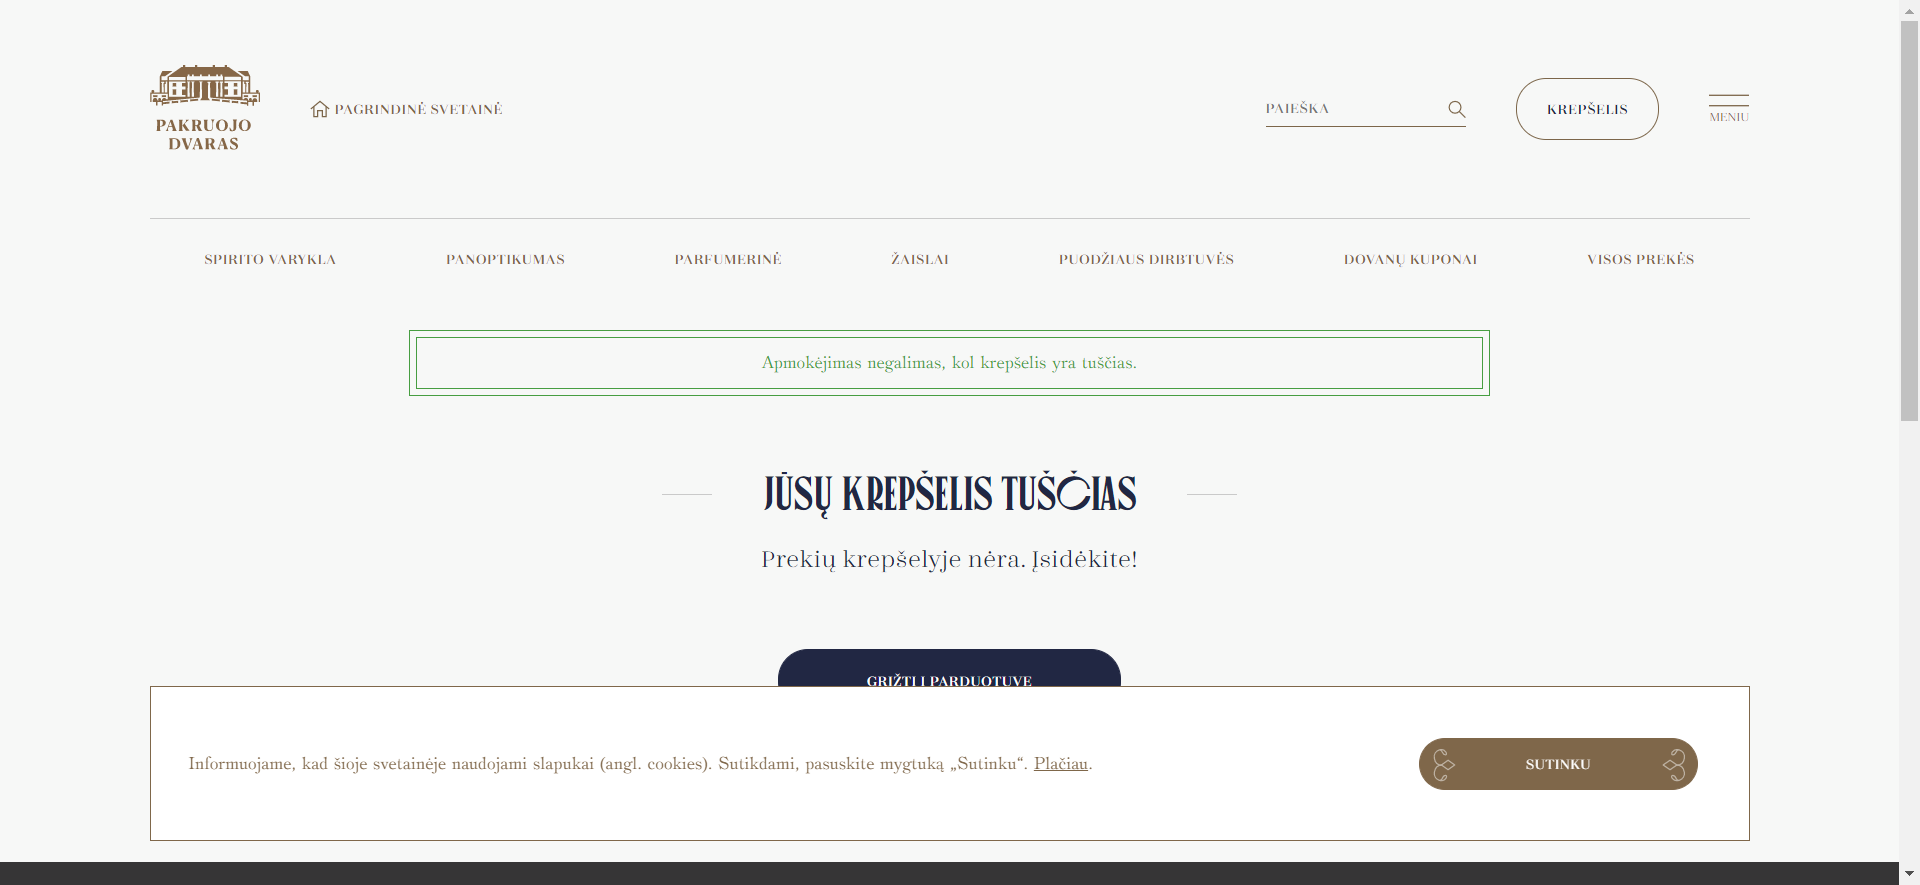 PAKRUOJO
DVARAS
PAGRINDINĖ SVETAINĖ
PAIEŠKA
KREPŠELIS
MENIU
SPIRITO VARYKLA
PANOPTIKUMAS
PARFUMERINĖ
ŽAISLAI
PUODŽIAUS DIRBTUVĖS
DOVANŲ KUPONAI
VISOS PREKĖS
Apmokėjimas negalimas, kol krepšelis yra tuščias.
JŪSŲ KREPŠELIS TUŠČIAS
Prekių krepšelyje nėra. Įsidėkite!
GRĮŽTI Į PARDUOTUVĘ
Informuojame, kad šioje svetainėje naudojami slapukai (angl. cookies). Sutikdami, pasuskite mygtuką „Sutinku“. Plačiau.
SUTINKU